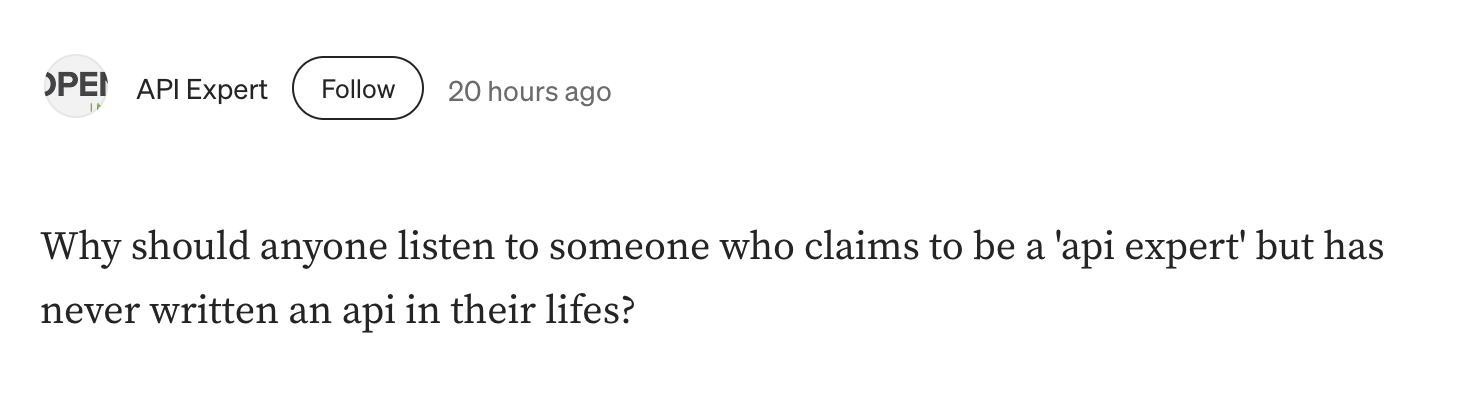 OPEN
API Expert Follow 20 hours ago
Why should anyone listen to someone who claims to be a 'api expert' but has
never written an api in their lifes?